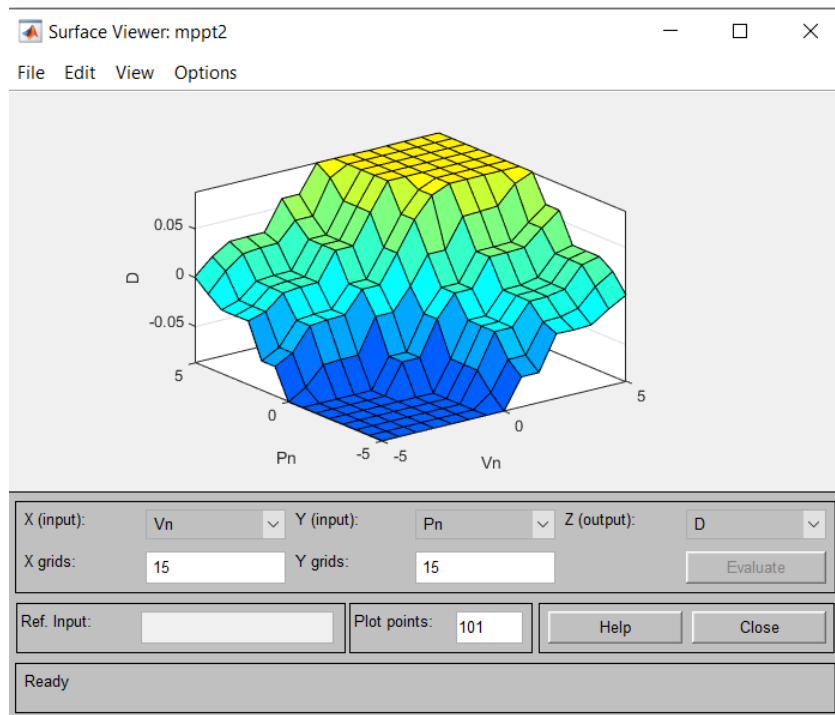 Surface Viewer: mppt2
File Edit View Options
0.05
0
-0.05
D
5
0
-5
Pn
-5
0
5
Vn
X (input): Vn Y (input): Pn Z (output): D
X grids: 15 Y grids: 15 Evaluate
Ref. Input: Plot points: 101 Help Close
Ready